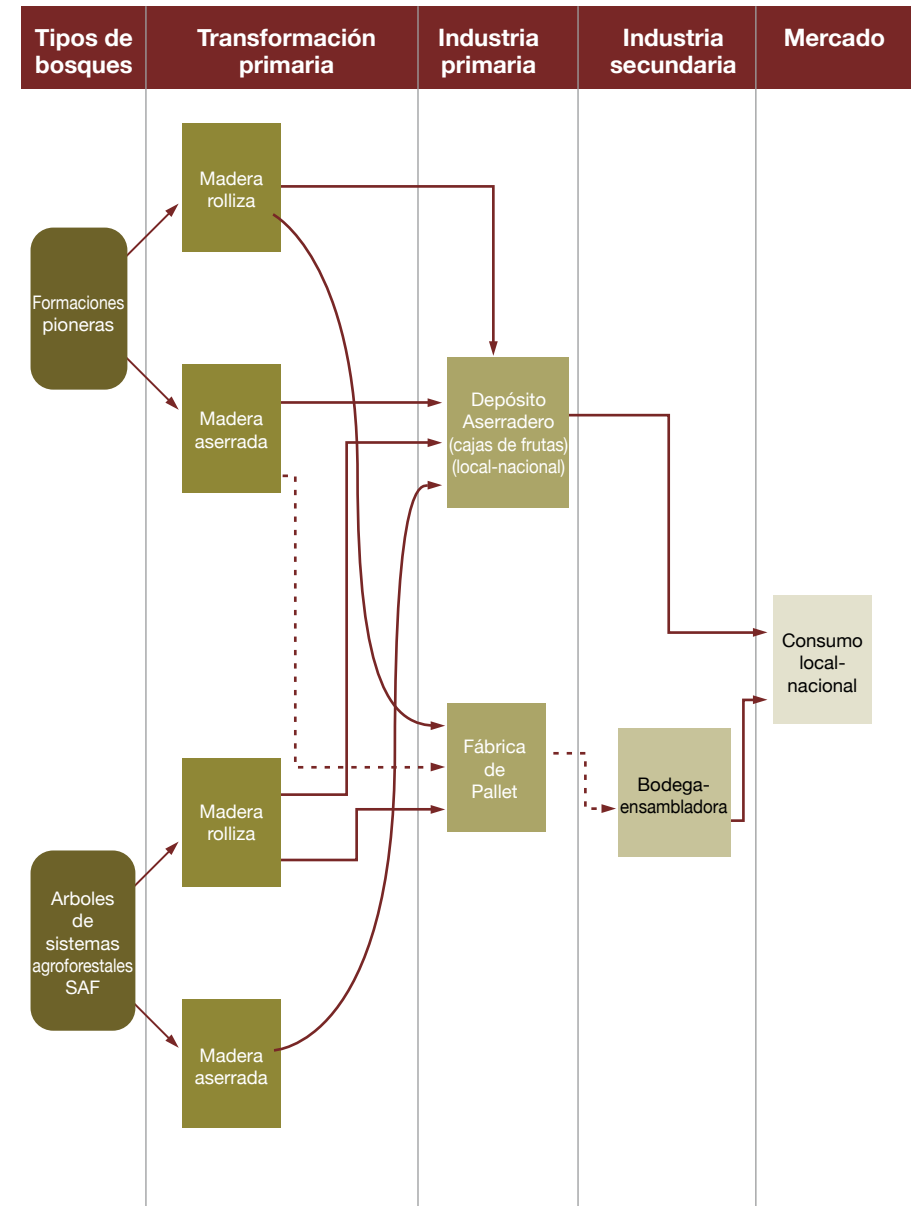 Tipos de
bosques
Transformación
primaria
Industria
primaria
Industria
secundaria
Mercado
Madera
rolliza
Formaciones
pioneras
Madera
aserrada
Depósito
Aserradero
(cajas de frutas)
(local-nacional)
Consumo
local-
nacional
Fábrica
de
Pallet
Bodega-
ensambladora
Madera
rolliza
Arboles
de
sistemas
agroforestales
SAF
Madera
aserrada